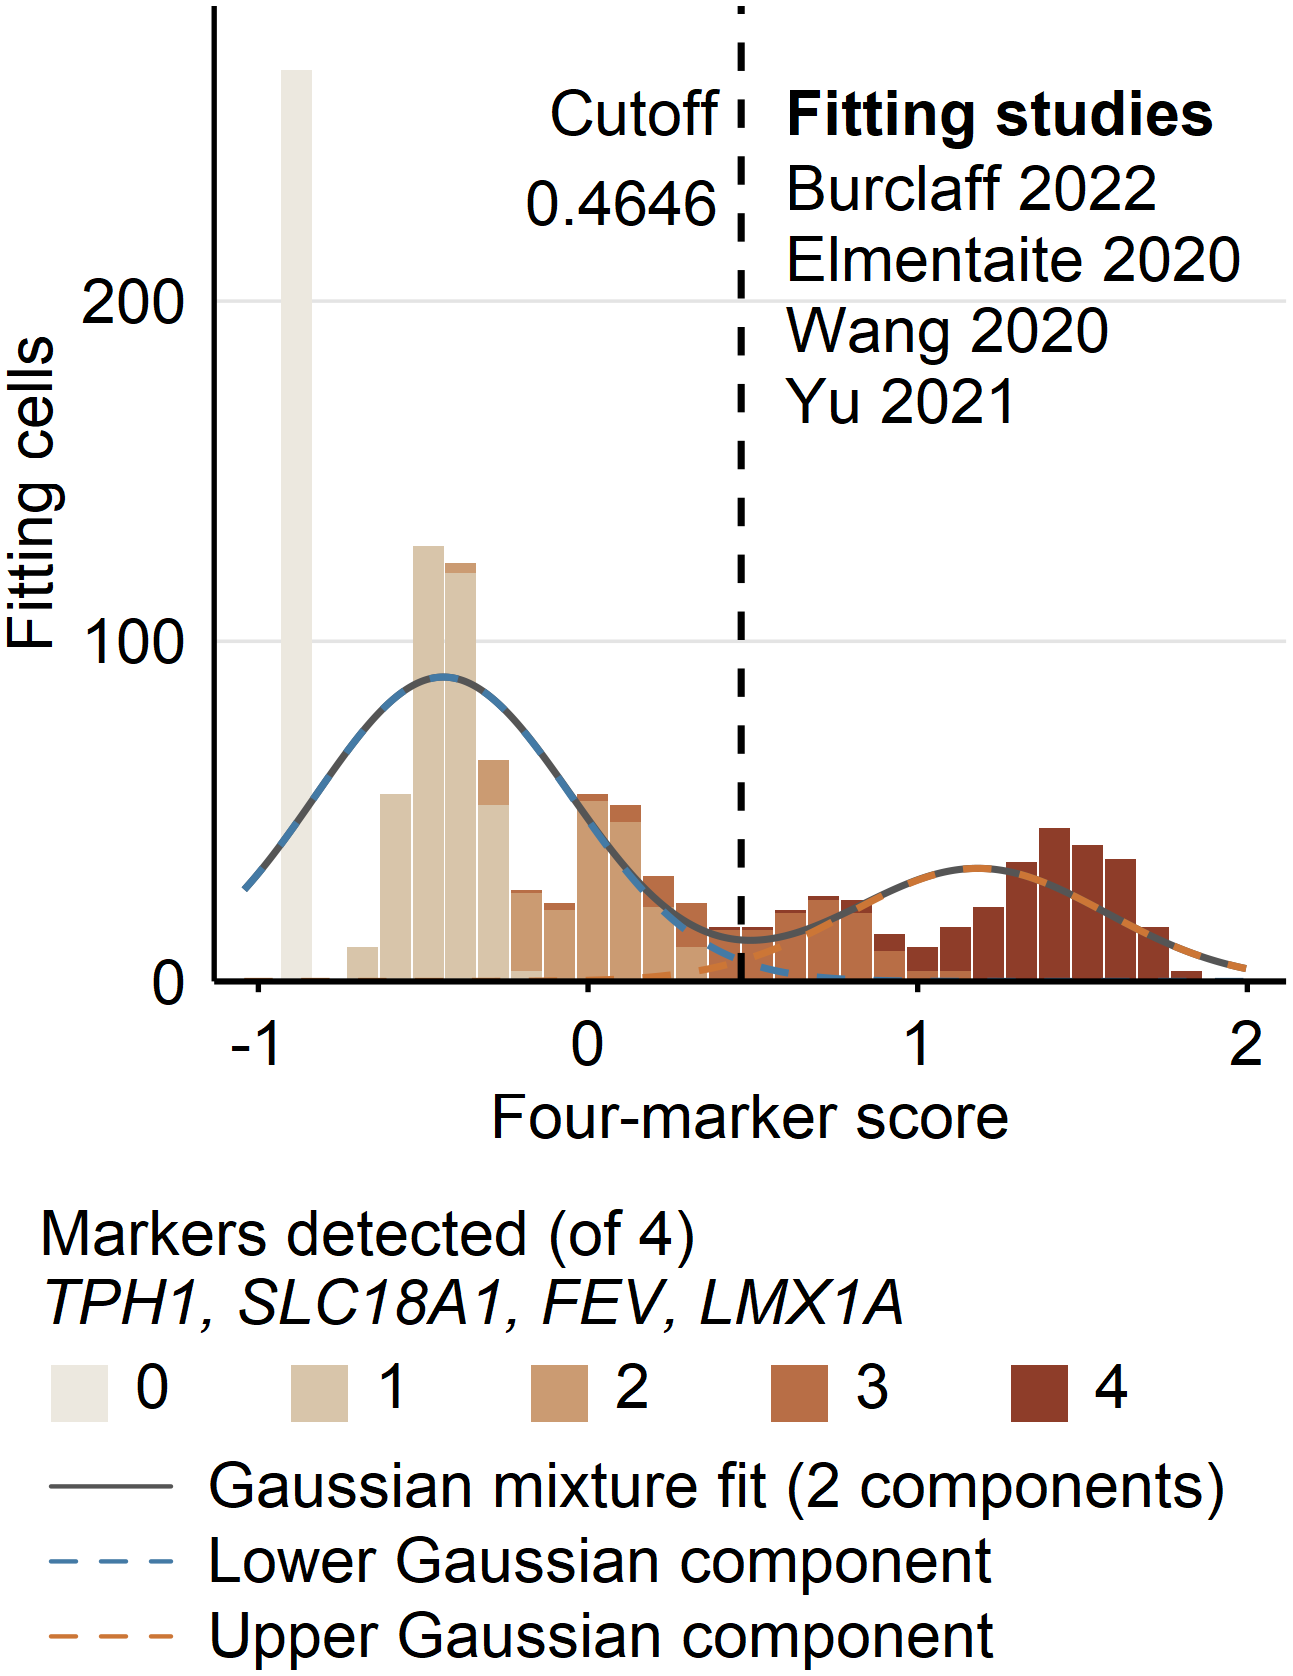 Cutoff
0.4646
Fitting studies
Burclaff 2022
Elmentaite 2020
Wang 2020
Yu 2021
Fitting cells
200
100
0
-1 0 1 2
Four-marker score
Markers detected (of 4)
TPH1, SLC18A1, FEV, LMX1A
0 1 2 3 4
Gaussian mixture fit (2 components)
Lower Gaussian component
Upper Gaussian component